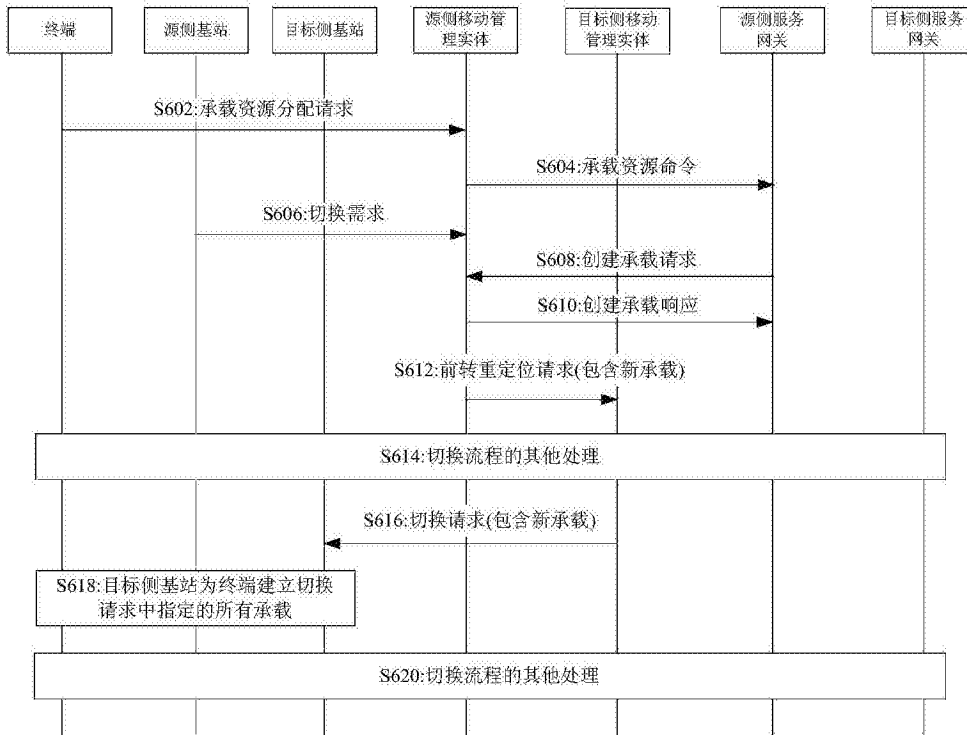 终端
源侧基站
目标侧基站
源侧移动管
理实体
目标侧移动
管理实体
源侧服务
网关
目标侧服务
网关
S602:承载资源分配请求
S604:承载资源命令
S606:切换需求
S608:创建承载请求
S610:创建承载响应
S612:前转重定位请求(包含新承载)
S614:切换流程的其他处理
S616:切换请求(包含新承载)
S618:目标侧基站为终端建立切换
请求中指定的所有承载
S620:切换流程的其他处理